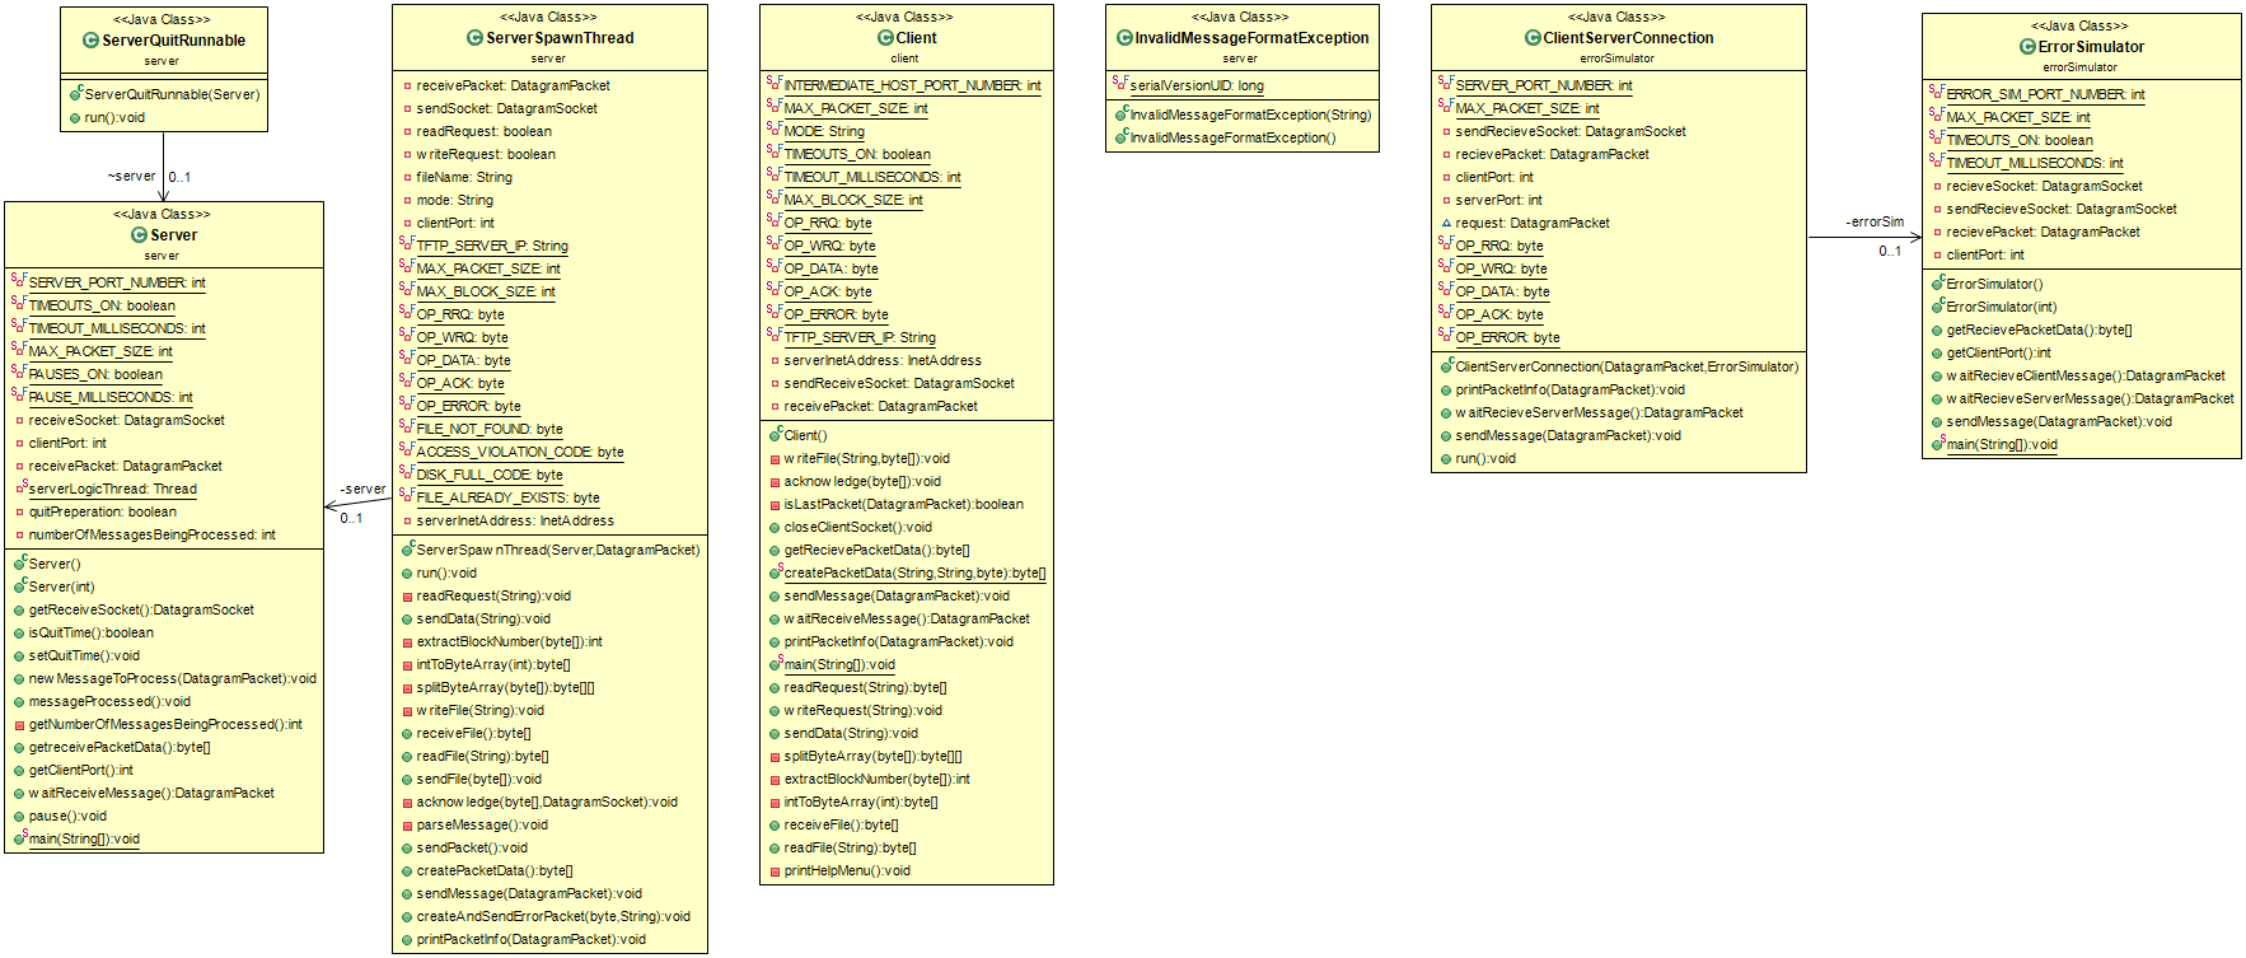 <<Java Class>>
ServerQuitRunnable
server
ServerQuitRunnable(Server)
run():void
~server
0..1
<<Java Class>>
Server
server
SERVER_PORT_NUMBER: int
TIMEOUTS_ON: boolean
TIMEOUT_MILLISECONDS: int
MAX_PACKET_SIZE: int
PAUSES_ON: boolean
PAUSE_MILLISECONDS: int
receiveSocket: DatagramSocket
clientPort: int
receivePacket: DatagramPacket
serverLogicThread: Thread
quitPreperation: boolean
numberOfMessagesBeingProcessed: int
Server()
Server(int)
getReceiveSocket():DatagramSocket
isQuitTime():boolean
setQuitTime():void
newMessageToProcess(DatagramPacket):void
messageProcessed():void
getNumberOfMessagesBeingProcessed():int
getreceivePacketData():byte[]
getClientPort():int
waitReceiveMessage():DatagramPacket
pause():void
main(String[]):void
-server
0..1
<<Java Class>>
ServerSpawnThread
server
receivePacket: DatagramPacket
sendSocket: DatagramSocket
readRequest: boolean
writeRequest: boolean
fileName: String
mode: String
clientPort: int
TFTP_SERVER_IP: String
MAX_PACKET_SIZE: int
MAX_BLOCK_SIZE: int
OP_RRQ: byte
OP_WRQ: byte
OP_DATA: byte
OP_ACK: byte
OP_ERROR: byte
FILE_NOT_FOUND: byte
ACCESS_VIOLATION_CODE: byte
DISK_FULL_CODE: byte
FILE_ALREADY_EXISTS: byte
serverInetAddress: InetAddress
ServerSpawnThread(Server,DatagramPacket)
run():void
readRequest(String):void
sendData(String):void
extractBlockNumber(byte[]):int
intToByteArray(int):byte[]
splitByteArray(byte[]):byte[][]
writeFile(String):void
receiveFile():byte[]
readFile(String):byte[]
sendFile(byte[]):void
acknowledge(byte[],DatagramSocket):void
parseMessage():void
sendPacket():void
createPacketData():byte[]
sendMessage(DatagramPacket):void
createAndSendErrorPacket(byte,String):void
printPacketInfo(DatagramPacket):void
<<Java Class>>
Client
client
INTERMEDIATE_HOST_PORT_NUMBER: int
MAX_PACKET_SIZE: int
MODE: String
TIMEOUTS_ON: boolean
TIMEOUT_MILLISECONDS: int
MAX_BLOCK_SIZE: int
OP_RRQ: byte
OP_WRQ: byte
OP_DATA: byte
OP_ACK: byte
OP_ERROR: byte
TFTP_SERVER_IP: String
serverInetAddress: InetAddress
sendReceiveSocket: DatagramSocket
receivePacket: DatagramPacket
Client()
writeFile(String,byte[]):void
acknowledge(byte[]):void
isLastPacket(DatagramPacket):boolean
closeClientSocket():void
getRecievePacketData():byte[]
createPacketData(String,String,byte):byte[]
sendMessage(DatagramPacket):void
waitReceiveMessage():DatagramPacket
printPacketInfo(DatagramPacket):void
main(String[]):void
readRequest(String):byte[]
writeRequest(String):void
sendData(String):void
splitByteArray(byte[]):byte[][]
extractBlockNumber(byte[]):int
intToByteArray(int):byte[]
receiveFile():byte[]
readFile(String):byte[]
printHelpMenu():void
<<Java Class>>
InvalidMessageFormatException
server
serialVersionUID: long
InvalidMessageFormatException(String)
InvalidMessageFormatException()
<<Java Class>>
ClientServerConnection
errorSimulator
SERVER_PORT_NUMBER: int
MAX_PACKET_SIZE: int
sendRecieveSocket: DatagramSocket
recievePacket: DatagramPacket
clientPort: int
serverPort: int
request: DatagramPacket
OP_RRQ: byte
OP_WRQ: byte
OP_DATA: byte
OP_ACK: byte
OP_ERROR: byte
ClientServerConnection(DatagramPacket,ErrorSimulator)
printPacketInfo(DatagramPacket):void
waitRecieveServerMessage():DatagramPacket
sendMessage(DatagramPacket):void
run():void
-errorSim
0..1
<<Java Class>>
ErrorSimulator
errorSimulator
ERROR_SIM_PORT_NUMBER: int
MAX_PACKET_SIZE: int
TIMEOUTS_ON: boolean
TIMEOUT_MILLISECONDS: int
recieveSocket: DatagramSocket
sendRecieveSocket: DatagramSocket
recievePacket: DatagramPacket
clientPort: int
ErrorSimulator()
ErrorSimulator(int)
getRecievePacketData():byte[]
getClientPort():int
waitRecieveClientMessage():DatagramPacket
waitRecieveServerMessage():DatagramPacket
sendMessage(DatagramPacket):void
main(String[]):void